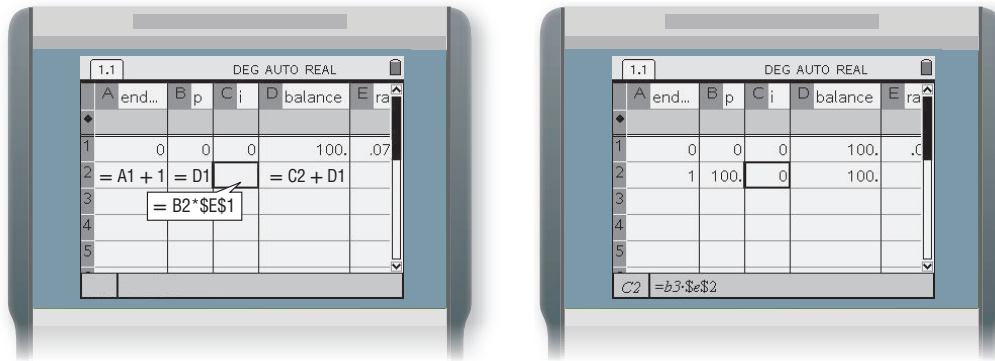 1.1 DEG AUTO REAL
A end... B p C i D balance E ra
1 0 0 0 100. .07
2 = A1 + 1 = D1 = C2 + D1
3 = B2*$E$1
4
5
1.1 DEG AUTO REAL
A end... B p C i D balance E ra
1 0 0 0 100. .0
2 1 100. 0 100.
3
4
5
C2 =b3·$e$2